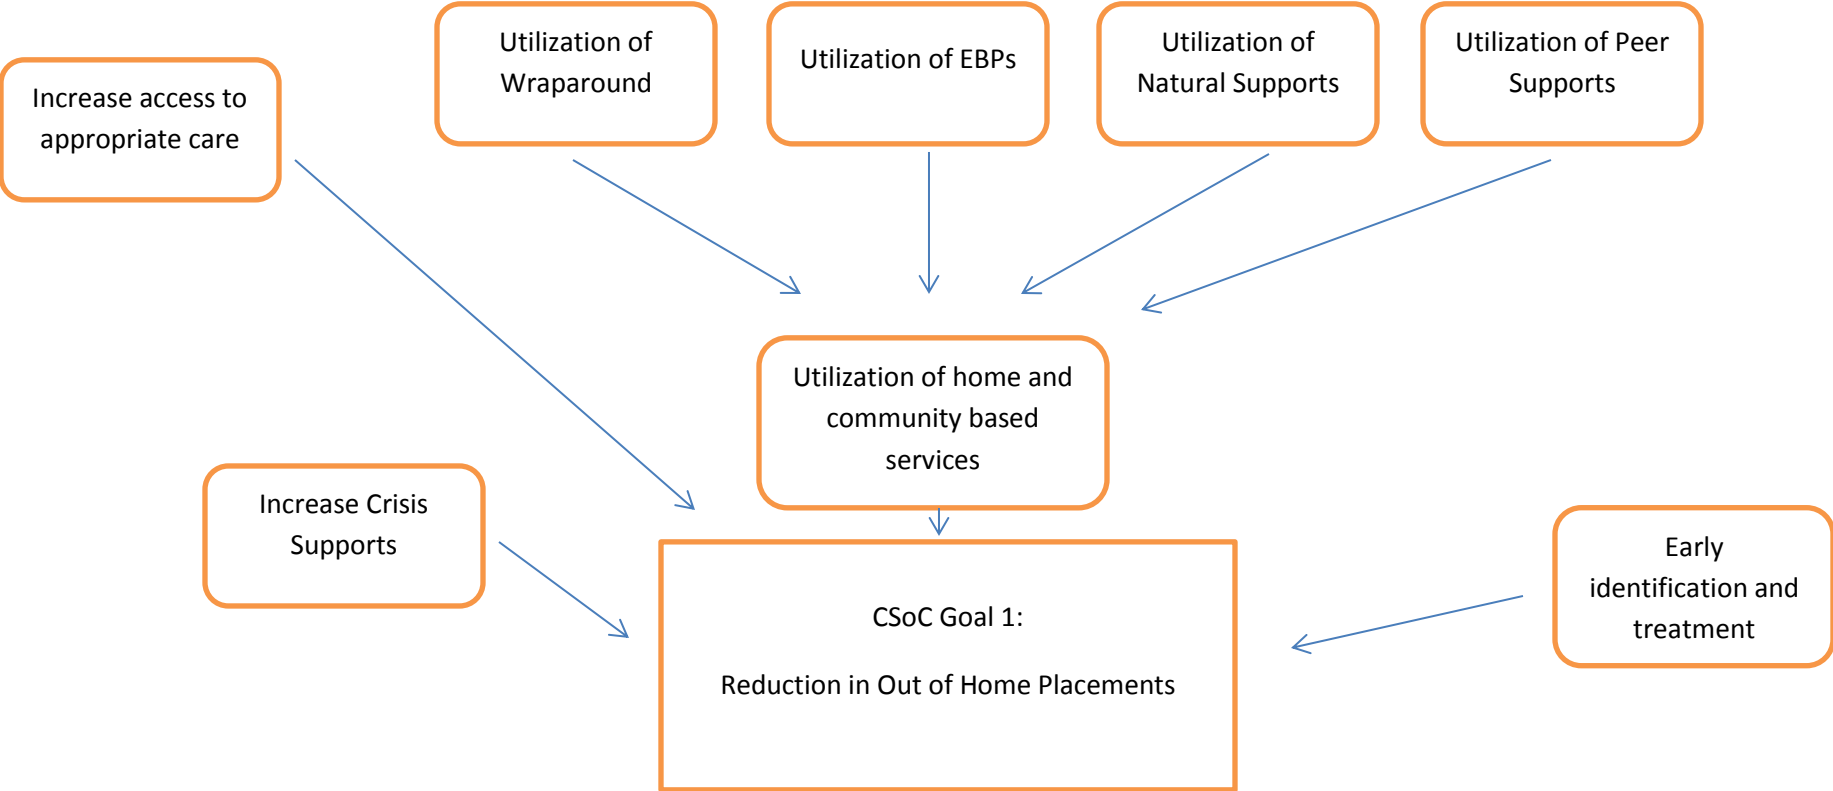 Utilization of
Wraparound
Utilization of EBPs
Utilization of
Natural Supports
Utilization of Peer
Supports
Increase access to
appropriate care
Utilization of home and
community based
services
Increase Crisis
Supports
Early
identification and
treatment
CSoC Goal 1:
Reduction in Out of Home Placements